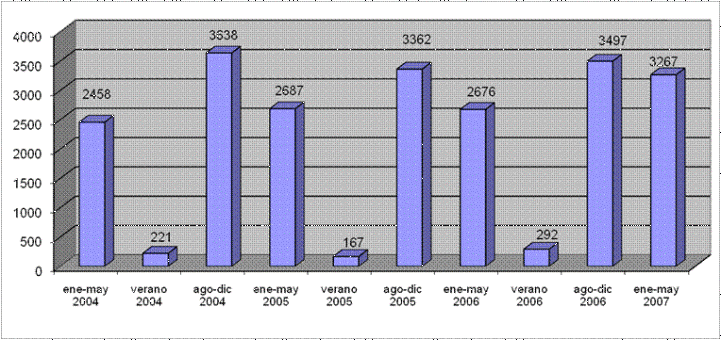 4000
3500
3000
2500
2000
1500
1000
500
0
2458
221
3638
2687
167
3362
2676
292
3497
3267
ene-may
2004
verano
2004
ago-dic
2004
ene-may
2005
verano
2005
ago-dic
2005
ene-may
2006
verano
2006
ago-dic
2006
ene-may
2007